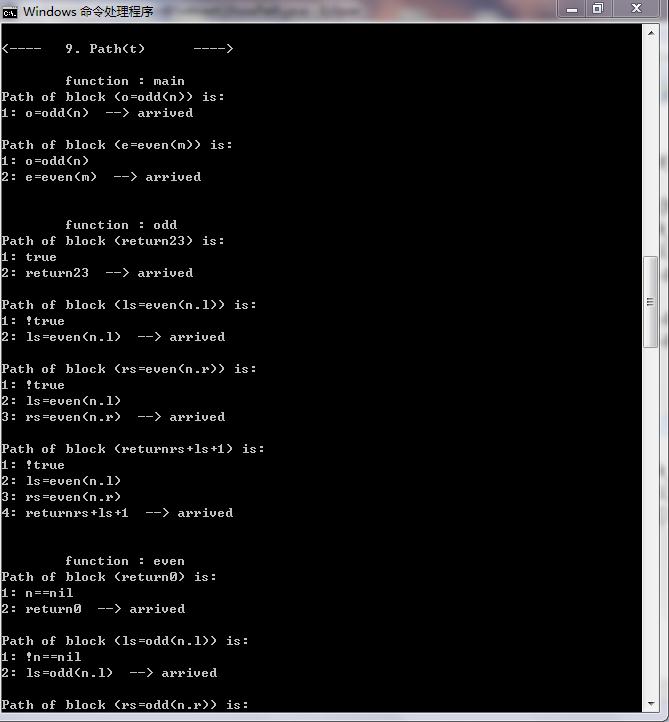 Windows 命令处理程序
<----   9. Path(t)      ---->
function : main
Path of block (o=odd(n)) is:
1: o=odd(n)  --> arrived
Path of block (e=even(m)) is:
1: o=odd(n)
2: e=even(m)  --> arrived
function : odd
Path of block (return23) is:
1: true
2: return23  --> arrived
Path of block (ls=even(n.l)) is:
1: !true
2: ls=even(n.l)  --> arrived
Path of block (rs=even(n.r)) is:
1: !true
2: ls=even(n.l)
3: rs=even(n.r)  --> arrived
Path of block (returnrs+ls+1) is:
1: !true
2: ls=even(n.l)
3: rs=even(n.r)
4: returnrs+ls+1  --> arrived
function : even
Path of block (return0) is:
1: n==nil
2: return0  --> arrived
Path of block (ls=odd(n.l)) is:
1: !n==nil
2: ls=odd(n.l)  --> arrived
Path of block (rs=odd(n.r)) is: